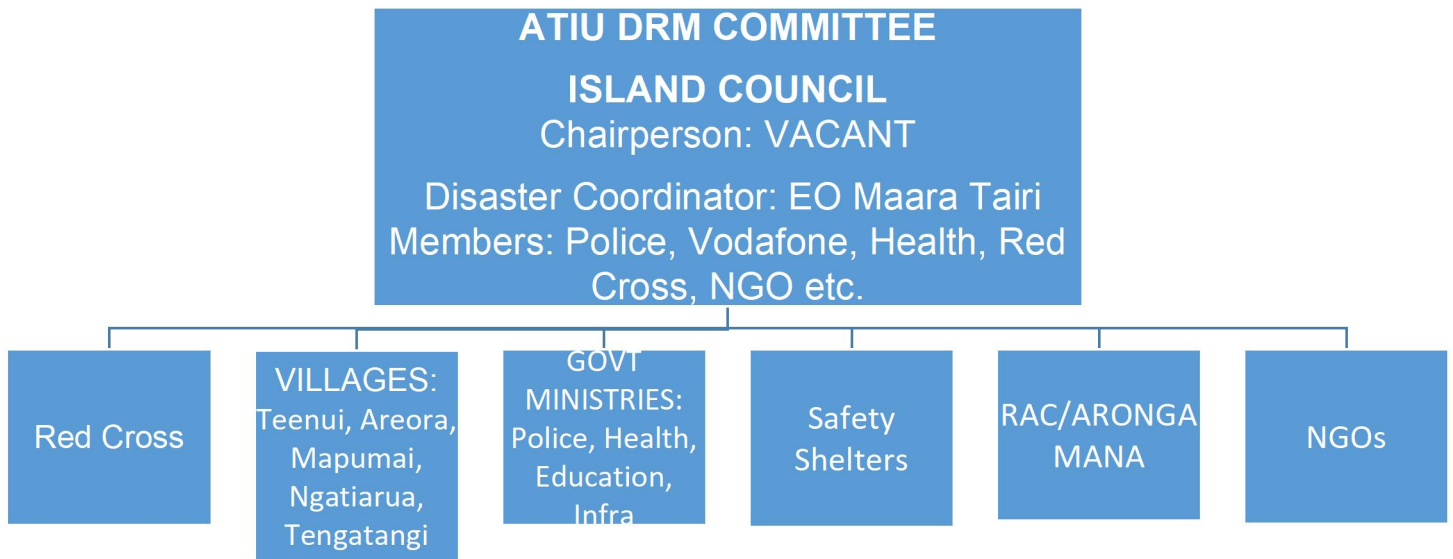 ATIU DRM COMMITTEE
ISLAND COUNCIL
Chairperson: VACANT
Disaster Coordinator: EO Maara Tairi
Members: Police, Vodafone, Health, Red
Cross, NGO etc.
Red Cross
VILLAGES:
Teenui, Areora,
Mapumai,
Ngatiarua,
Tengatangi
GOVT
MINISTRIES:
Police, Health,
Education,
Infra
Safety
Shelters
RAC/ARONGA
MANA
NGOs